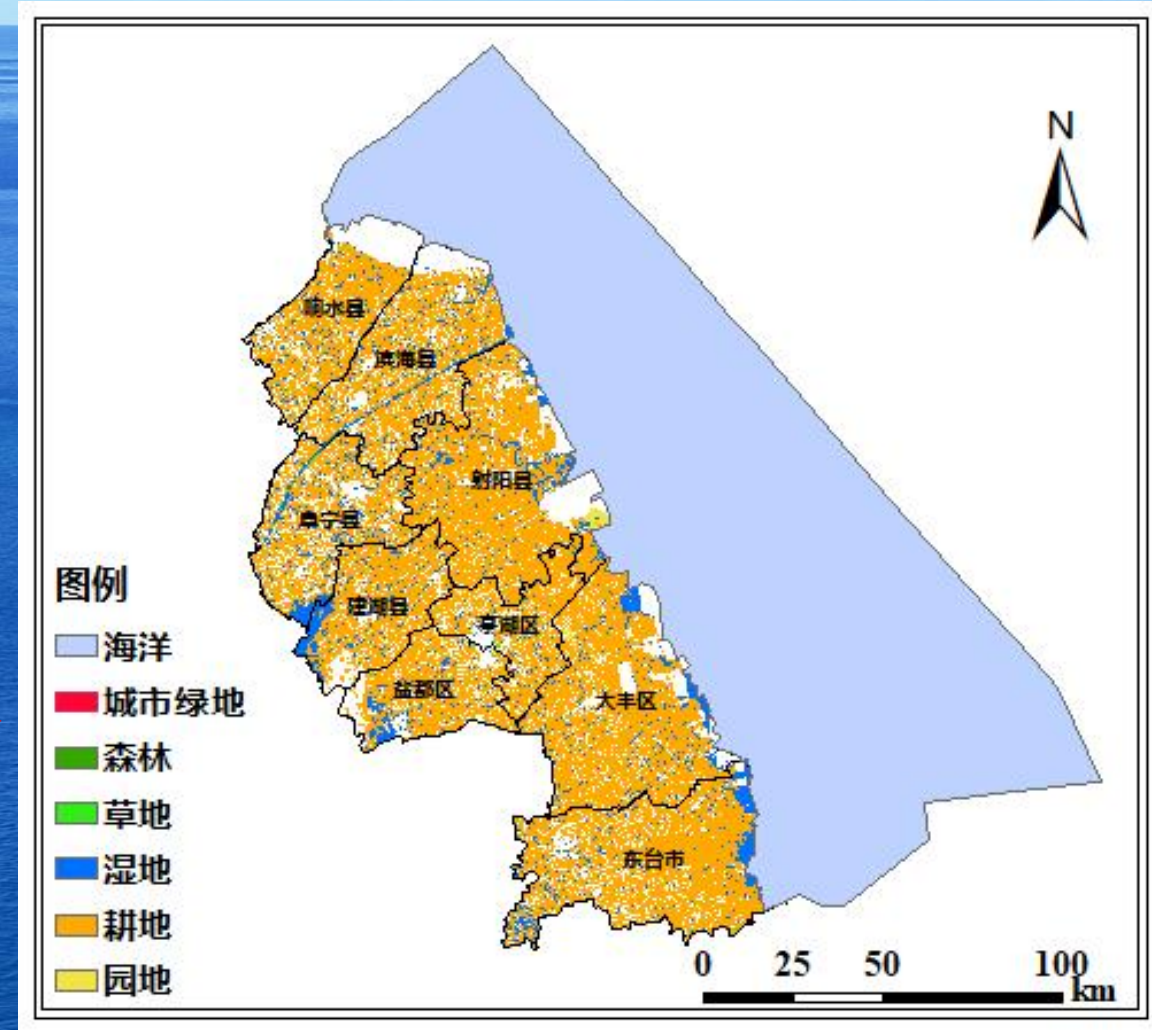 N
响水县
滨海县
射阳县
阜宁县
建湖县
亭湖区
盐都区
大丰区
东台市
图例
海洋
城市绿地
森林
草地
湿地
耕地
园地
0 25 50 100
km